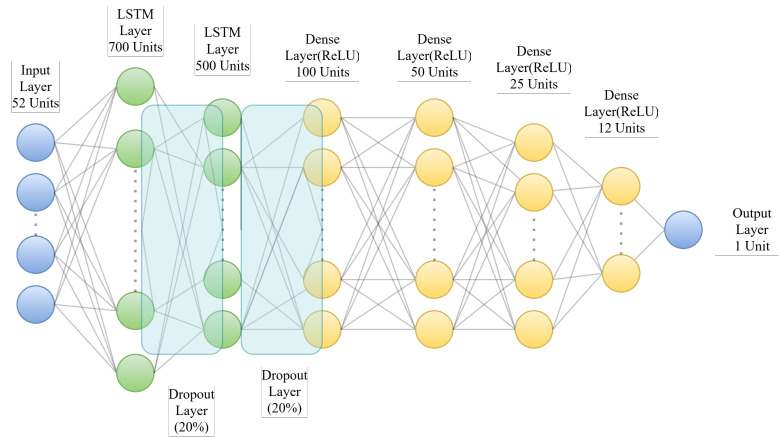 Input
Layer
52 Units
LSTM
Layer
700 Units
LSTM
Layer
500 Units
Dense
Layer(ReLU)
100 Units
Dense
Layer(ReLU)
50 Units
Dense
Layer(ReLU)
25 Units
Dense
Layer(ReLU)
12 Units
Output
Layer
1 Unit
Dropout
Layer
(20%)
Dropout
Layer
(20%)